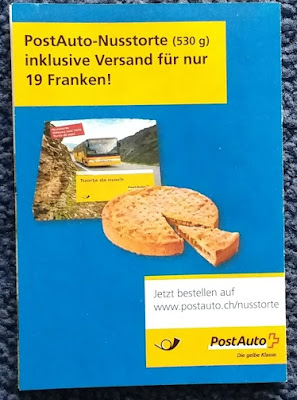 PostAuto-Nusstorte (530 g)
inklusive Versand für nur
19 Franken!
Jetzt bestellen auf
www.postauto.ch/nusstorte
PostAuto
Die gelbe Klasse.